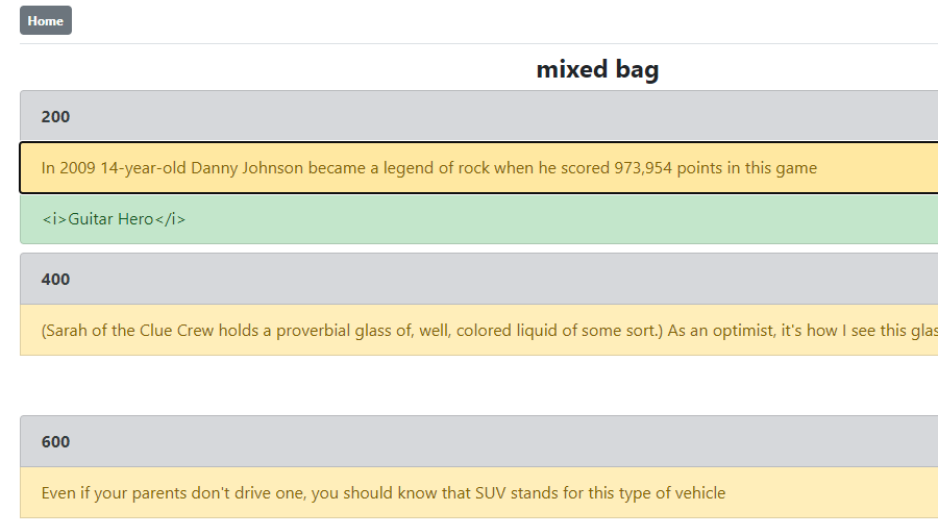 Home
mixed bag
200
In 2009 14-year-old Danny Johnson became a legend of rock when he scored 973,954 points in this game
<i>Guitar Hero</i>
400
(Sarah of the Clue Crew holds a proverbial glass of, well, colored liquid of some sort.) As an optimist, it's how I see this
600
Even if your parents don't drive one, you should know that SUV stands for this type of vehicle